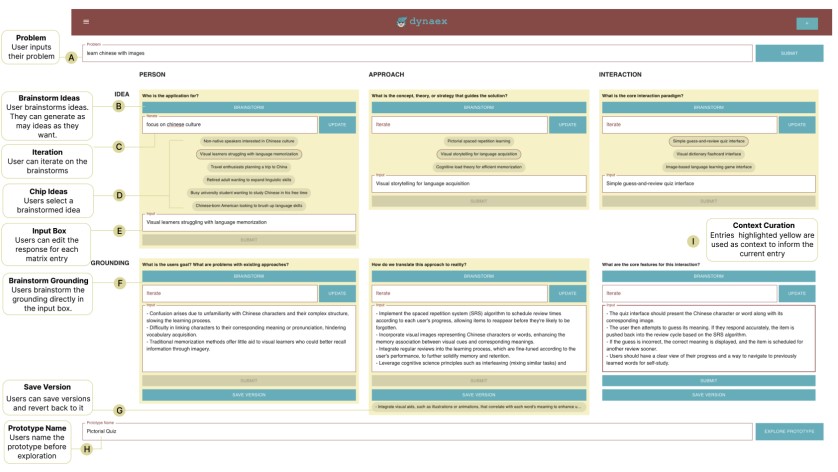 dynaex
+
Problem
User inputs
their problem
A
Problem
learn chinese with images
SUBMIT
PERSON
APPROACH
INTERACTION
IDEA
Brainstorm Ideas
User brainstorms ideas.
They can generate as
may ideas as they
want.
B
Who is the application for?
BRAINSTORM
Iterate
focus on chinese culture
UPDATE
Iteration
User can iterate on the
brainstorms
C
Non-native speakers interested in Chinese culture
Visual learners struggling with language memorization
Travel enthusiasts planning a trip to China
Retired adult wanting to expand linguistic skills
Busy university student wanting to study Chinese in his free time
Chinese-born American looking to brush up language skills
Chip Ideas
Users select a
brainstormed idea
D
Input Box
Users can edit the
response for each
matrix entry
E
Input
Visual learners struggling with language memorization
SUBMIT
What is the concept, theory, or strategy that guides the solution?
BRAINSTORM
Iterate
UPDATE
Pictorial spaced repetition learning
Visual storytelling for language acquisition
Cognitive load theory for efficient memorization
Input
Visual storytelling for language acquisition
SUBMIT
What is the core interaction paradigm?
BRAINSTORM
Iterate
UPDATE
Simple guess-and-review quiz interface
Visual dictionary flashcard interface
Image-based language learning game interface
Input
Simple guess-and-review quiz interface
SUBMIT
I
Context Curation
Entries highlighted yellow are
used as context to inform the
current entry
GROUNDING
Brainstorm Grounding
Users brainstorm the
grounding directly in
the input box.
F
What is the users goal? What are problems with existing approaches?
BRAINSTORM
Iterate
UPDATE
Input
- Confusion arises due to unfamiliarity with Chinese characters and their complex structure,
slowing the learning process.
- Difficulty in linking characters to their corresponding meaning or pronunciation, hindering
vocabulary acquisition.
- Traditional memorization methods offer little aid to visual learners who could better recall
information through imagery.
SUBMIT
SAVE VERSION
How do we translate this approach to reality?
BRAINSTORM
Iterate
UPDATE
Input
- Implement the spaced repetition system (SRS) algorithm to schedule review times
according to each user's progress, allowing items to reappear before they're likely to be
forgotten.
- Incorporate visual images representing Chinese characters or words, enhancing the
memory association between visual cues and corresponding meanings.
- Integrate regular reviews into the learning process, which are fine-tuned according to the
user's performance, to further solidify memory and retention.
- Leverage cognitive science principles such as interleaving (mixing similar tasks) and
SUBMIT
SAVE VERSION
- Integrate visual aids, such as illustrations or animations, that correlate with each word's meaning to enhance u...
What are the core features for this interaction?
BRAINSTORM
Iterate
UPDATE
Input
- The quiz interface should present the Chinese character or word along with its
corresponding image.
- The user then attempts to guess its meaning. If they respond accurately, the item is
pushed back into the review cycle based on the SRS algorithm.
- If the guess is incorrect, the correct meaning is displayed, and the item is scheduled for
another review sooner.
- Users should have a clear view of their progress and a way to navigate to previously
learned words for self-study.
SUBMIT
SAVE VERSION
Save Version
Users can save versions
and revert back to it
G
Prototype Name
Users name the
prototype before
exploration
H
Prototype Name
Pictorial Quiz
EXPLORE PROTOTYPE